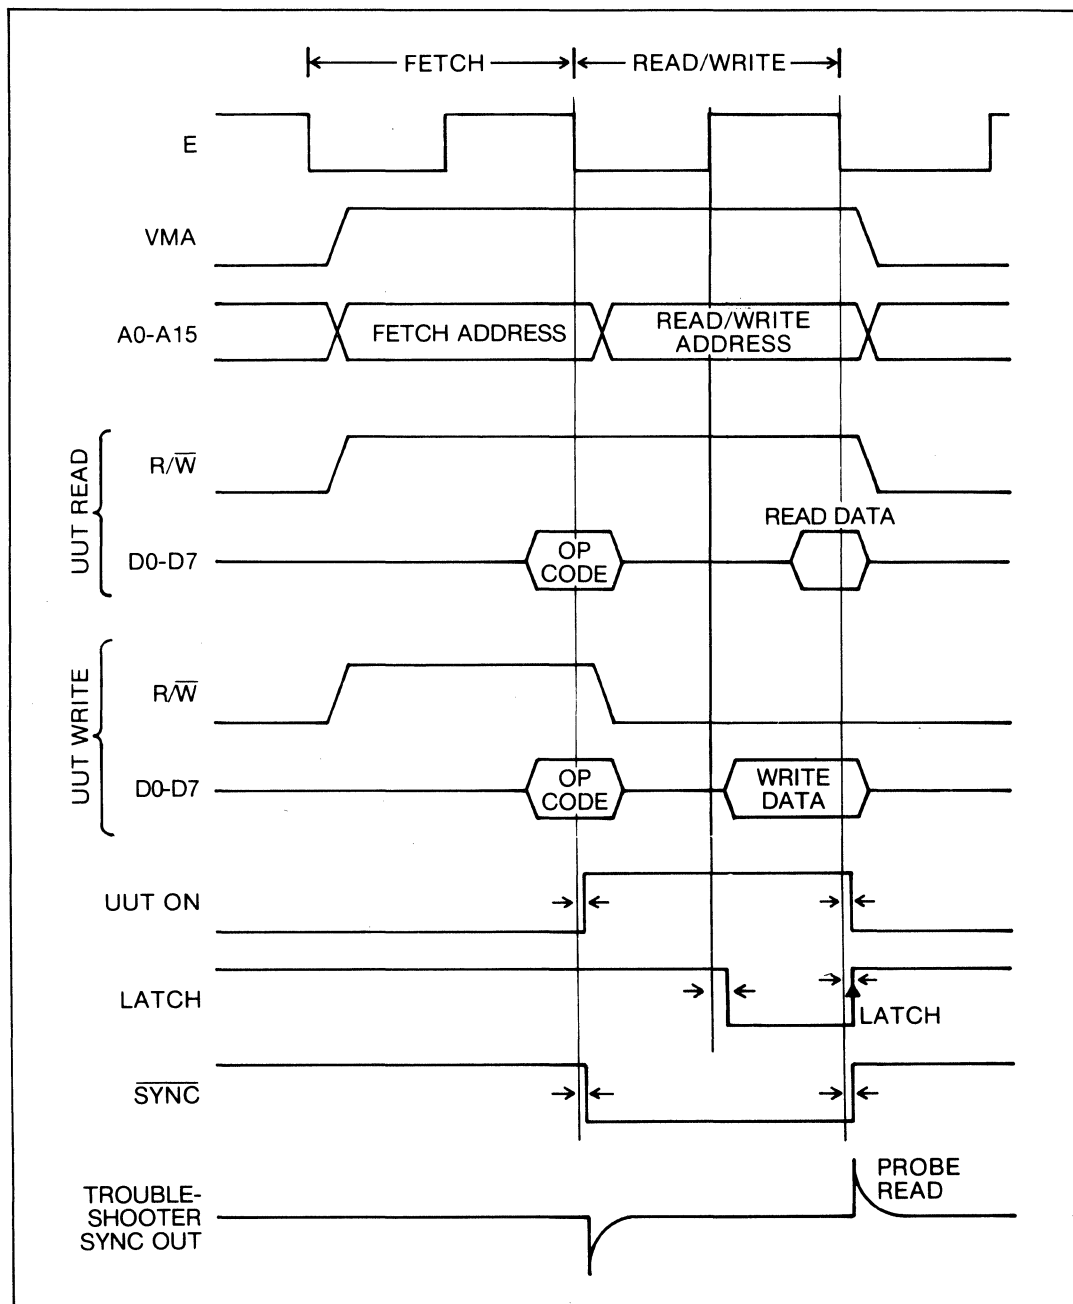 FETCH
READ/WRITE
E
VMA
A0-A15
FETCH ADDRESS
READ/WRITE
ADDRESS
UUT READ
R/W̅
READ DATA
D0-D7
OP
CODE
UUT WRITE
R/W̅
D0-D7
OP
CODE
WRITE
DATA
UUT ON
LATCH
LATCH
S̅Y̅N̅C̅
PROBE
READ
TROUBLE-
SHOOTER
SYNC OUT